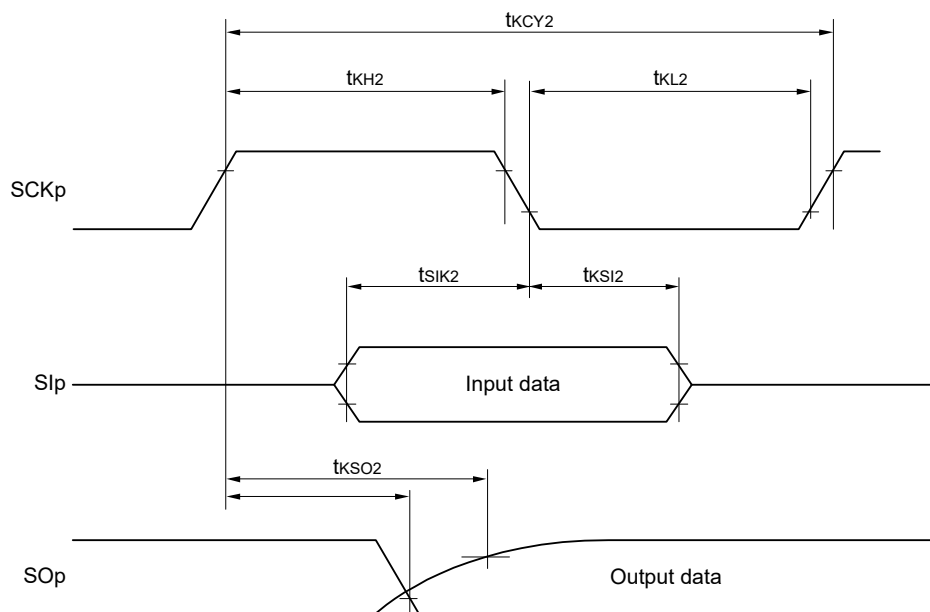 tKCY2
tKH2
tKL2
SCKp
tSIK2
tKSI2
SIp
Input data
tKSO2
SOp
Output data